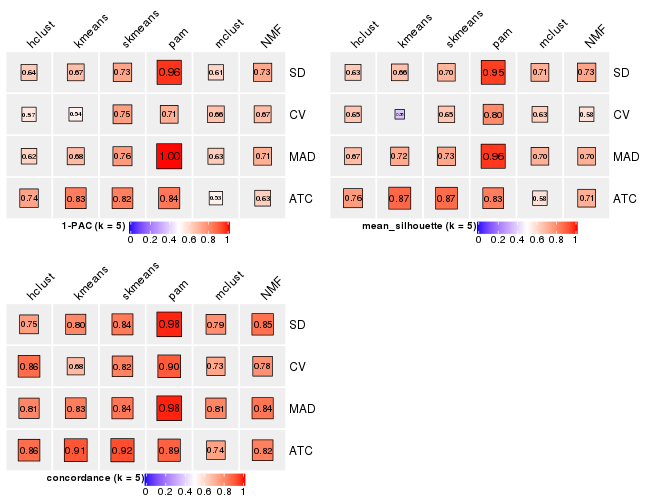 hclust kmeans skmeans pam mclust NMF
0.64 0.67 0.73 0.96 0.61 0.73 SD
0.57 0.54 0.75 0.71 0.66 0.67 CV
0.62 0.68 0.76 1.00 0.63 0.71 MAD
0.74 0.83 0.82 0.84 0.53 0.63 ATC
1-PAC (k = 5)
0 0.2 0.4 0.6 0.8 1
hclust kmeans skmeans pam mclust NMF
0.63 0.66 0.70 0.95 0.71 0.73 SD
0.65 0.65 0.80 0.63 0.58 CV
0.67 0.72 0.73 0.96 0.70 0.70 MAD
0.76 0.87 0.87 0.83 0.58 0.71 ATC
mean_silhouette (k = 5)
0 0.2 0.4 0.6 0.8 1
hclust kmeans skmeans pam mclust NMF
0.75 0.80 0.84 0.98 0.79 0.85 SD
0.86 0.68 0.82 0.90 0.73 0.78 CV
0.81 0.83 0.84 0.98 0.81 0.84 MAD
0.86 0.91 0.92 0.89 0.74 0.82 ATC
concordance (k = 5)
0 0.2 0.4 0.6 0.8 1